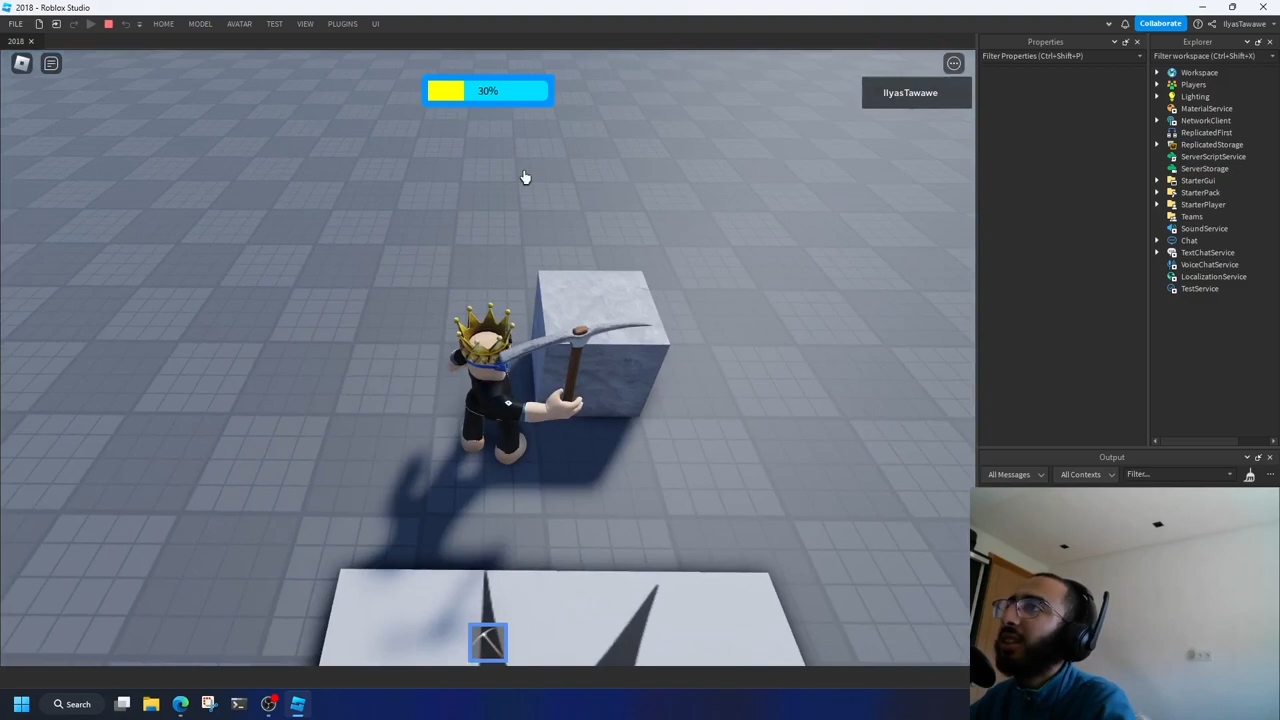 2018 - Roblox Studio
FILE
HOME
MODEL
AVATAR
TEST
VIEW
PLUGINS
UI
Collaborate
IlyasTawawe
2018
30%
IlyasTawawe
Properties
Filter Properties (Ctrl+Shift+P)
Explorer
Filter workspace (Ctrl+Shift+X)
Workspace
Players
Lighting
MaterialService
NetworkClient
ReplicatedFirst
ReplicatedStorage
ServerScriptService
ServerStorage
StarterGui
StarterPack
StarterPlayer
Teams
SoundService
Chat
TextChatService
VoiceChatService
LocalizationService
TestService
Output
All Messages
All Contexts
Filter...
Search